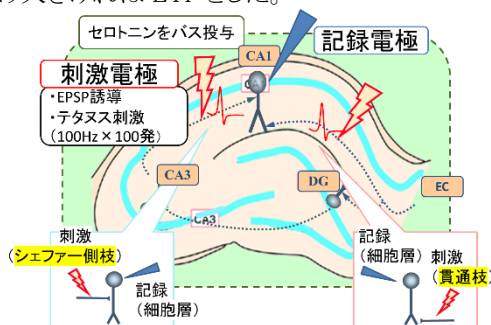 セロトニンをバス投与
記録電極
CA1
刺激電極
・EPSP誘導
・テタヌス刺激
(100Hz×100発)
CA3
DG
EC
CA3
刺激
(シェファー側枝)
記録
(細胞層)
記録
(細胞層)
刺激
(貫通枝)